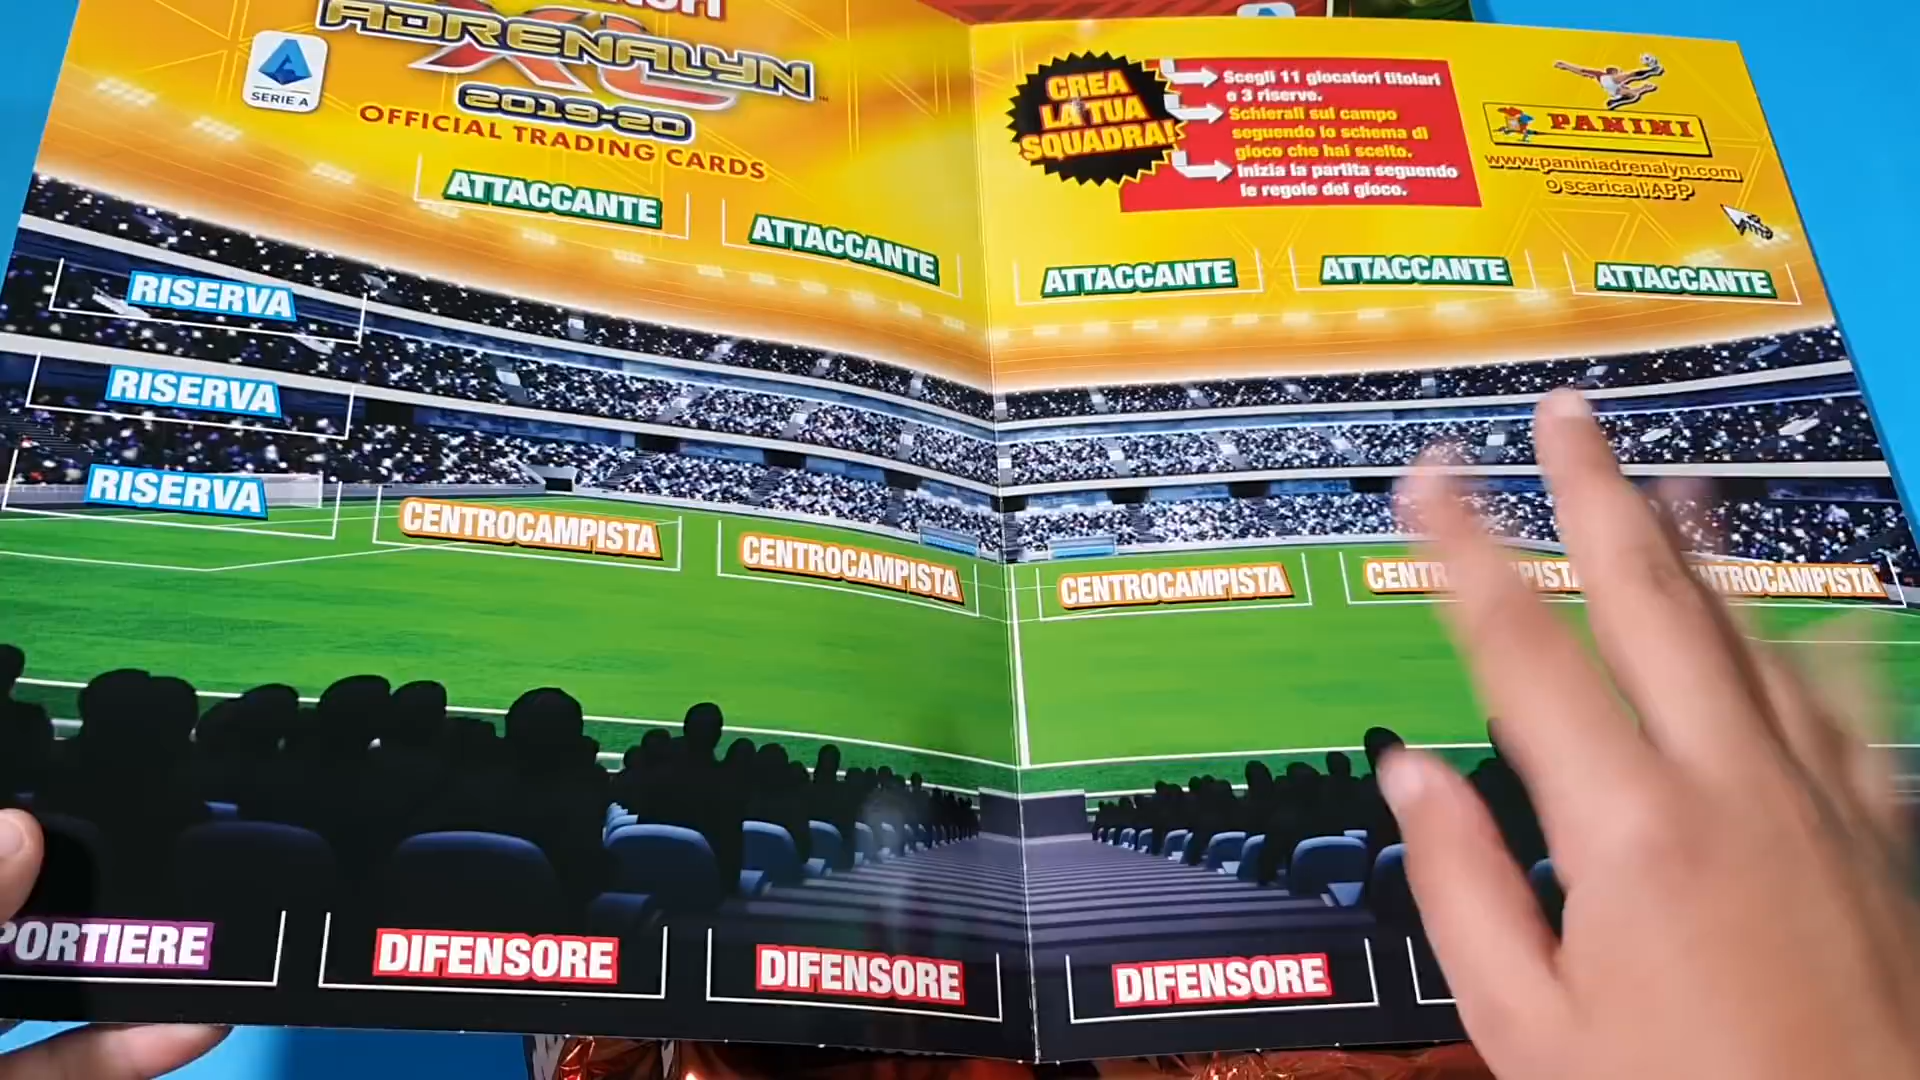 ADRENALYN
XL
2019-20
OFFICIAL TRADING CARDS
SERIE A
CREA
LA TUA
SQUADRA!
Scegli 11 giocatori titolari
e 3 riserve.
Schierali sul campo
seguendo lo schema di
gioco che hai scelto.
Inizia la partita seguendo
le regole del gioco.
PANINI
www.paniniadrenalyn.com
o scarica l'APP
ATTACCANTE
ATTACCANTE
ATTACCANTE
ATTACCANTE
ATTACCANTE
RISERVA
RISERVA
RISERVA
CENTROCAMPISTA
CENTROCAMPISTA
CENTROCAMPISTA
PORTIERE
DIFENSORE
DIFENSORE
DIFENSORE